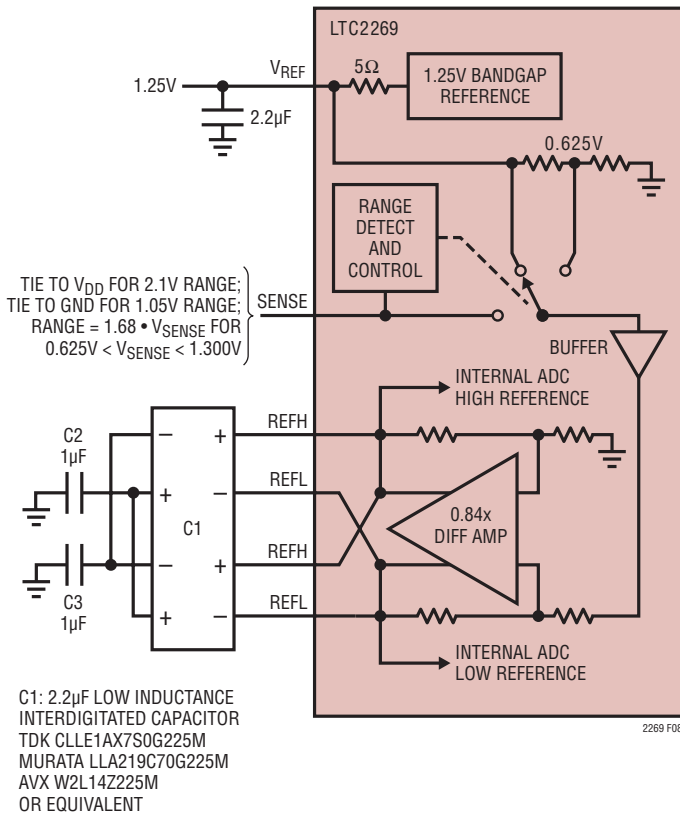 LTC2269
1.25V
VREF
5Ω
1.25V BANDGAP
REFERENCE
2.2µF
0.625V
RANGE
DETECT
AND
CONTROL
TIE TO VDD FOR 2.1V RANGE;
TIE TO GND FOR 1.05V RANGE;
RANGE = 1.68 • VSENSE FOR
0.625V < VSENSE < 1.300V
SENSE
BUFFER
INTERNAL ADC
HIGH REFERENCE
C2
1µF
– + REFH
+ – REFL
C1
0.84x
DIFF AMP
– + REFH
C3
1µF
+ – REFL
INTERNAL ADC
LOW REFERENCE
C1: 2.2µF LOW INDUCTANCE
INTERDIGITATED CAPACITOR
TDK CLLE1AX7S0G225M
MURATA LLA219C70G225M
AVX W2L14Z225M
OR EQUIVALENT
2269 F08